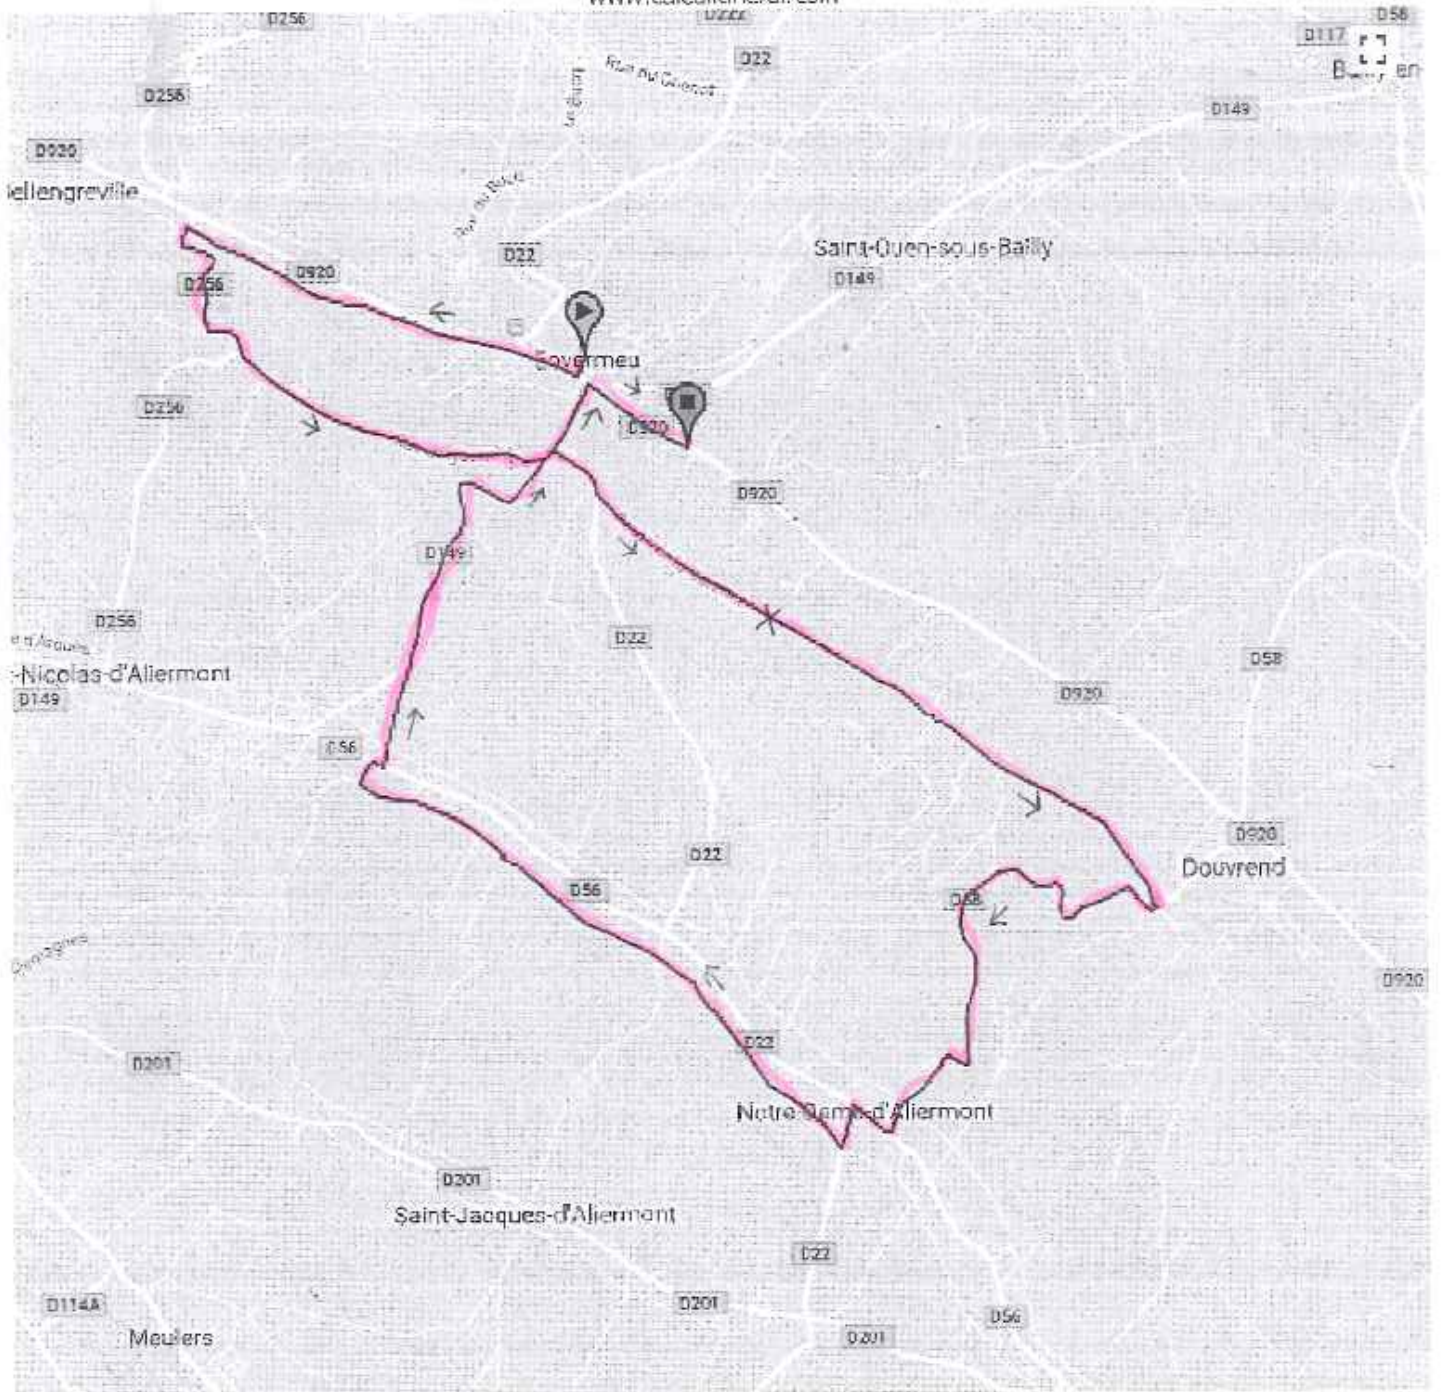 D256
D222
D58
D117
D22
D256
D149
D920
Bellengreville
Saint-Ouen-sous-Bailly
D22
D149
D256
D920
Envermeu
D256
D920
D920
D149
D256
D22
D58
-Nicolas-d'Aliermont
D149
D920
D56
D920
D22
Douvrend
D56
D58
D920
D22
D201
Notre-Dame-d'Aliermont
D201
Saint-Jacques-d'Aliermont
D22
D114A
D201
D56
Meulers
D201